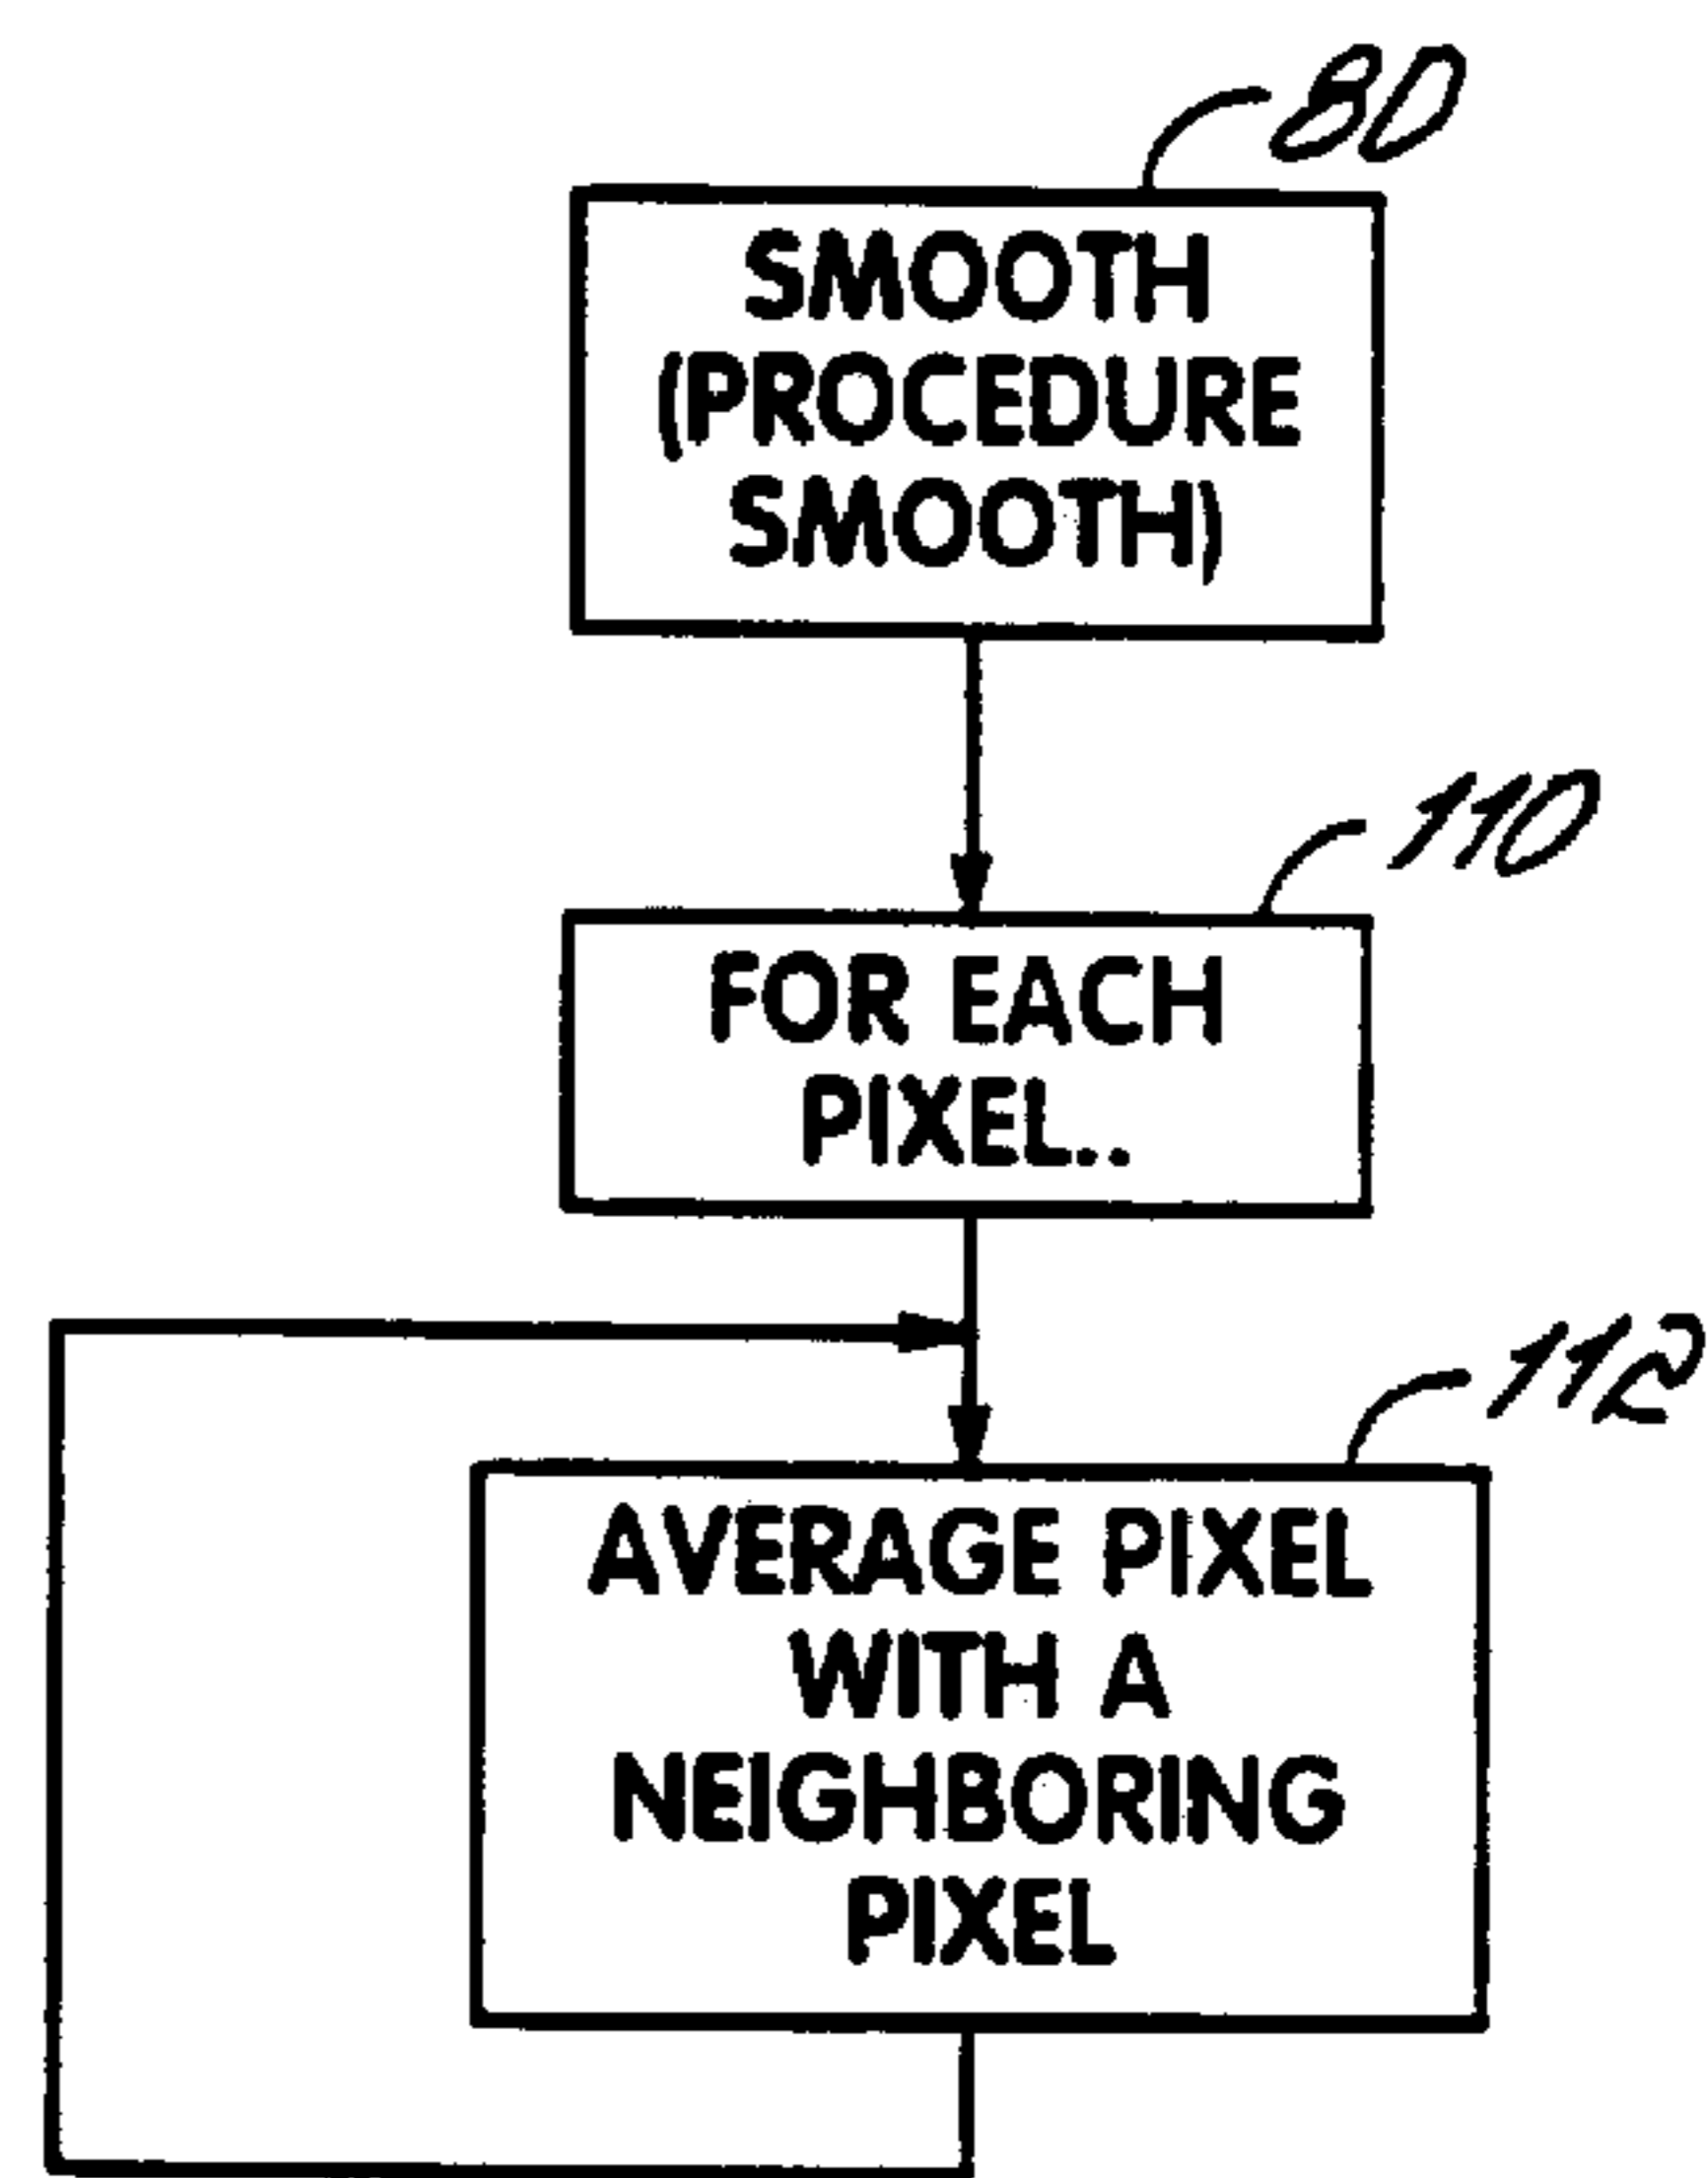 80
SMOOTH
(PROCEDURE
SMOOTH)
110
FOR EACH
PIXEL..
112
AVERAGE PIXEL
WITH A
NEIGHBORING
PIXEL